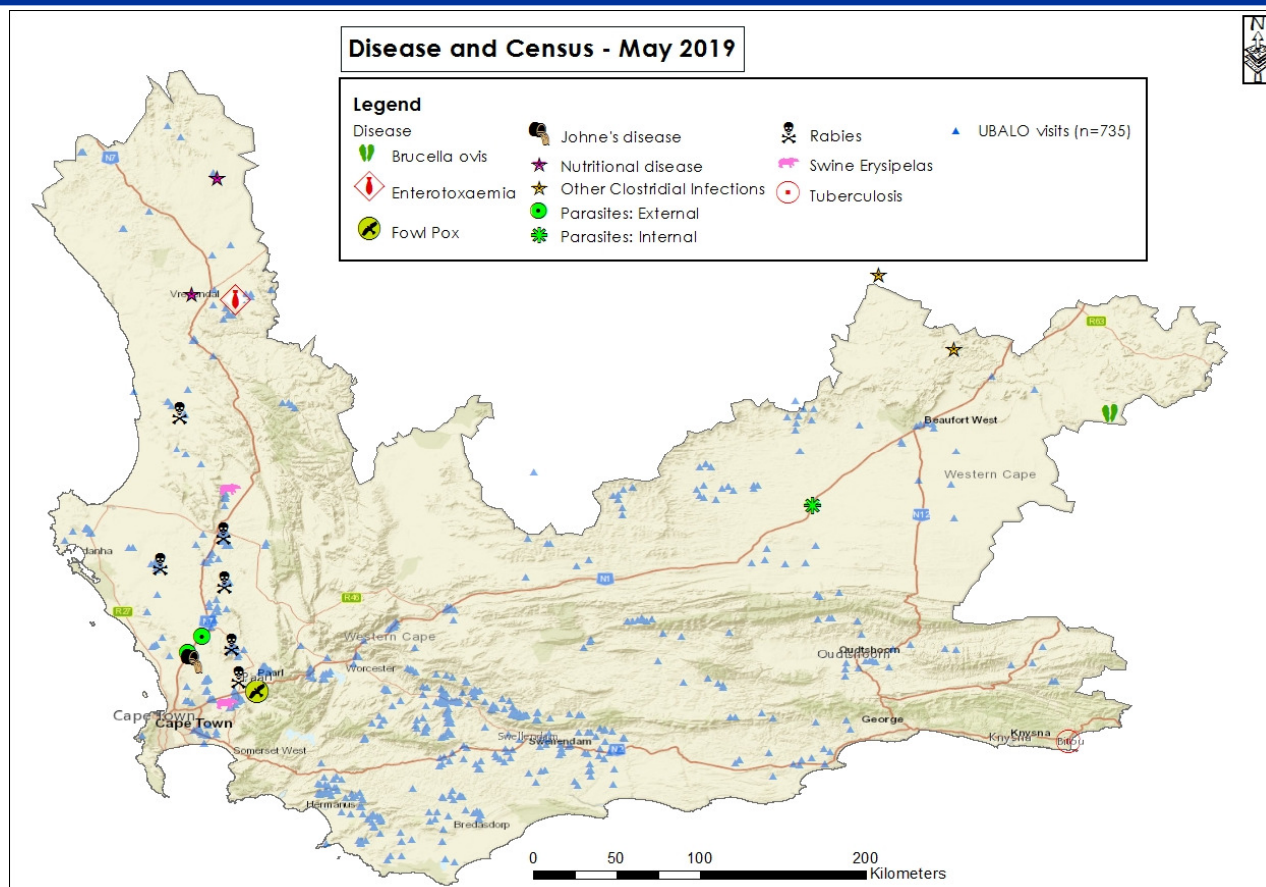 Disease and Census - May 2019
N
Legend
Disease
Brucella ovis
Enterotoxaemia
Fowl Pox
Johne's disease
Nutritional disease
Other Clostridial Infections
Parasites: External
Parasites: Internal
Rabies
Swine Erysipelas
Tuberculosis
UBALO visits (n=735)
N7
R63
Beaufort West
Western Cape
N12
danha
N1
R27
R46
Western Cape
Worcester
Paarl
Paarl
Oudtshoorn
Oudtshoorn
Cape Town
Cape Town
Somerset West
Swellendam
Swellendam
George
Knysna
Knysna
Bitou
Hermanus
Bredasdorp
0 50 100 200
Kilometers